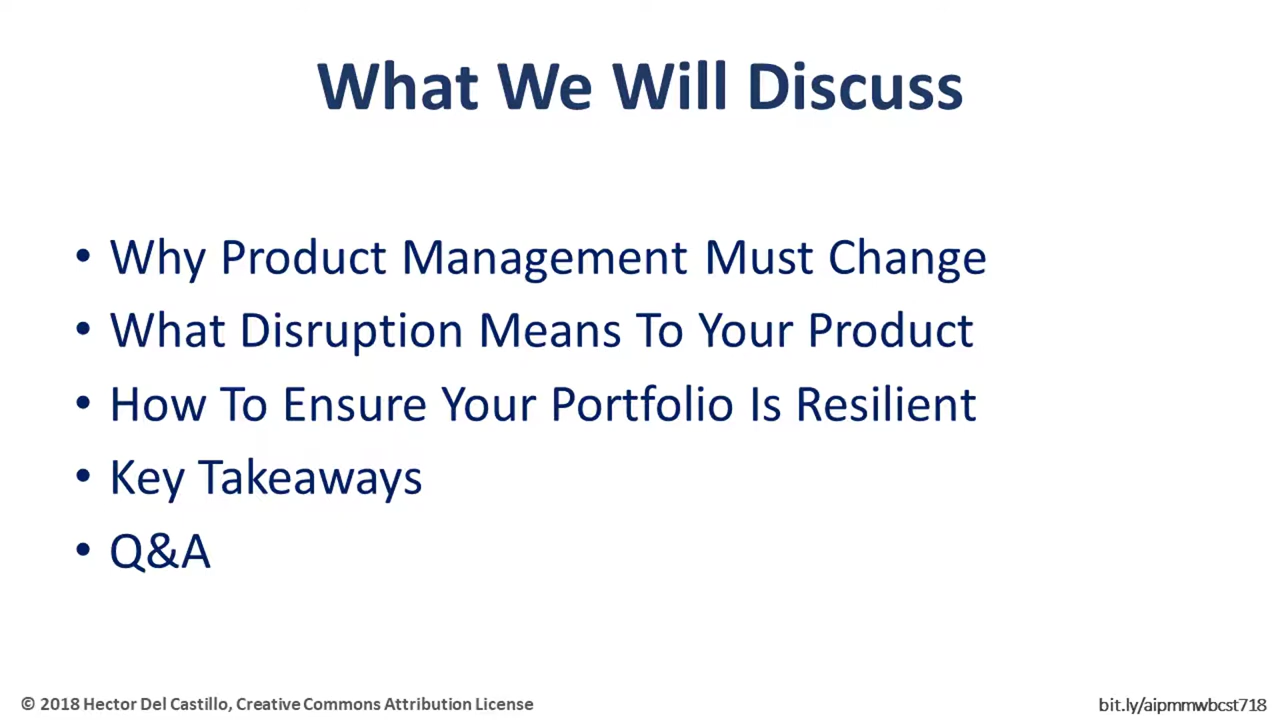 What We Will Discuss
• Why Product Management Must Change
• What Disruption Means To Your Product
• How To Ensure Your Portfolio Is Resilient
• Key Takeaways
• Q&A
© 2018 Hector Del Castillo, Creative Commons Attribution License
bit.ly/aipmmwbcst718